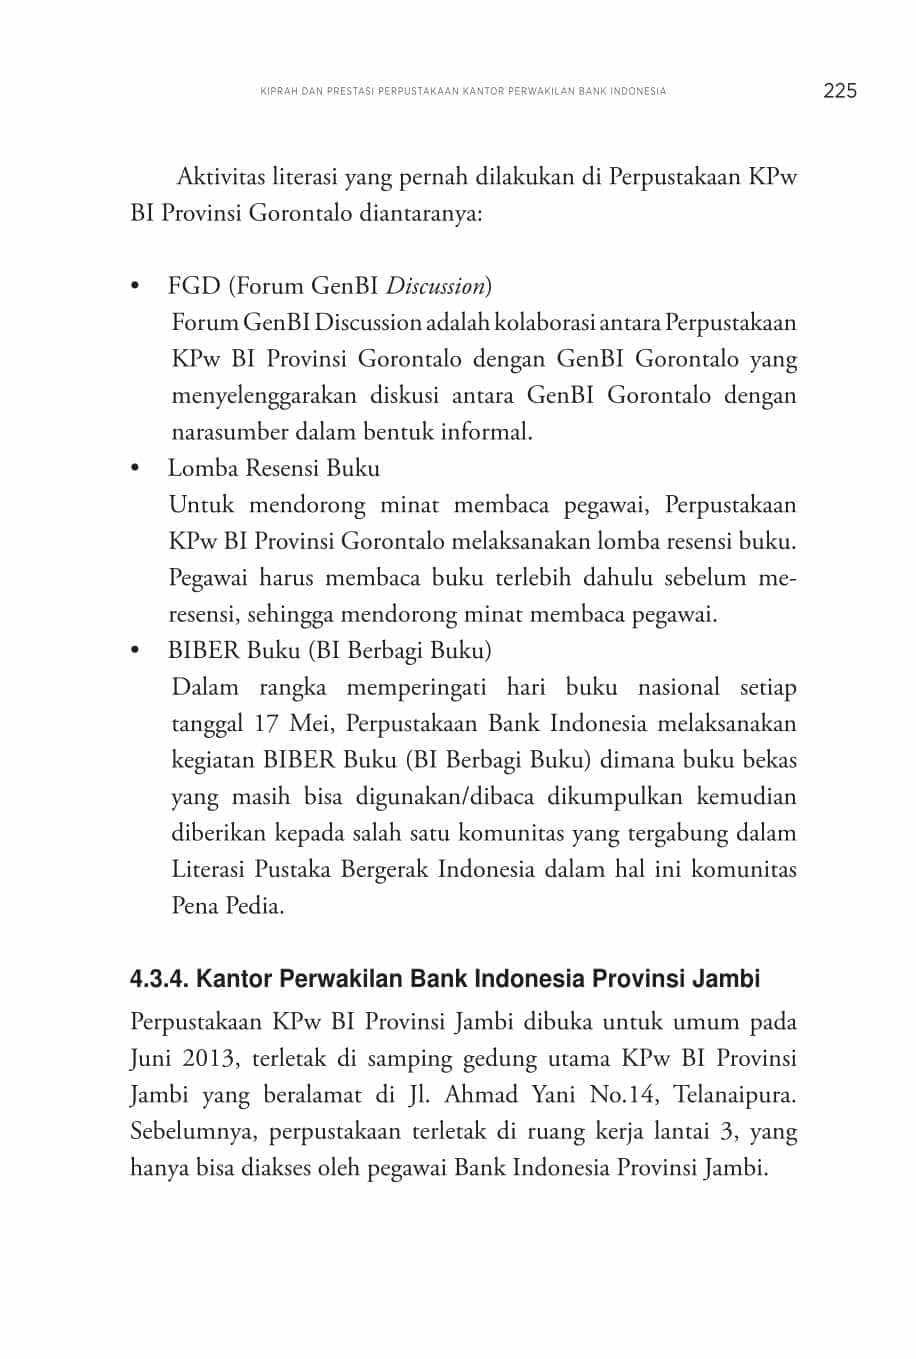 KIPRAH DAN PRESTASI PERPUSTAKAAN KANTOR PERWAKILAN BANK INDONESIA 225
Aktivitas literasi yang pernah dilakukan di Perpustakaan KPw
BI Provinsi Gorontalo diantaranya:
• FGD (Forum GenBI Discussion)
Forum GenBI Discussion adalah kolaborasi antara Perpustakaan
KPw BI Provinsi Gorontalo dengan GenBI Gorontalo yang
menyelenggarakan diskusi antara GenBI Gorontalo dengan
narasumber dalam bentuk informal.
• Lomba Resensi Buku
Untuk mendorong minat membaca pegawai, Perpustakaan
KPw BI Provinsi Gorontalo melaksanakan lomba resensi buku.
Pegawai harus membaca buku terlebih dahulu sebelum me-
resensi, sehingga mendorong minat membaca pegawai.
• BIBER Buku (BI Berbagi Buku)
Dalam rangka memperingati hari buku nasional setiap
tanggal 17 Mei, Perpustakaan Bank Indonesia melaksanakan
kegiatan BIBER Buku (BI Berbagi Buku) dimana buku bekas
yang masih bisa digunakan/dibaca dikumpulkan kemudian
diberikan kepada salah satu komunitas yang tergabung dalam
Literasi Pustaka Bergerak Indonesia dalam hal ini komunitas
Pena Pedia.
4.3.4. Kantor Perwakilan Bank Indonesia Provinsi Jambi
Perpustakaan KPw BI Provinsi Jambi dibuka untuk umum pada
Juni 2013, terletak di samping gedung utama KPw BI Provinsi
Jambi yang beralamat di Jl. Ahmad Yani No.14, Telanaipura.
Sebelumnya, perpustakaan terletak di ruang kerja lantai 3, yang
hanya bisa diakses oleh pegawai Bank Indonesia Provinsi Jambi.